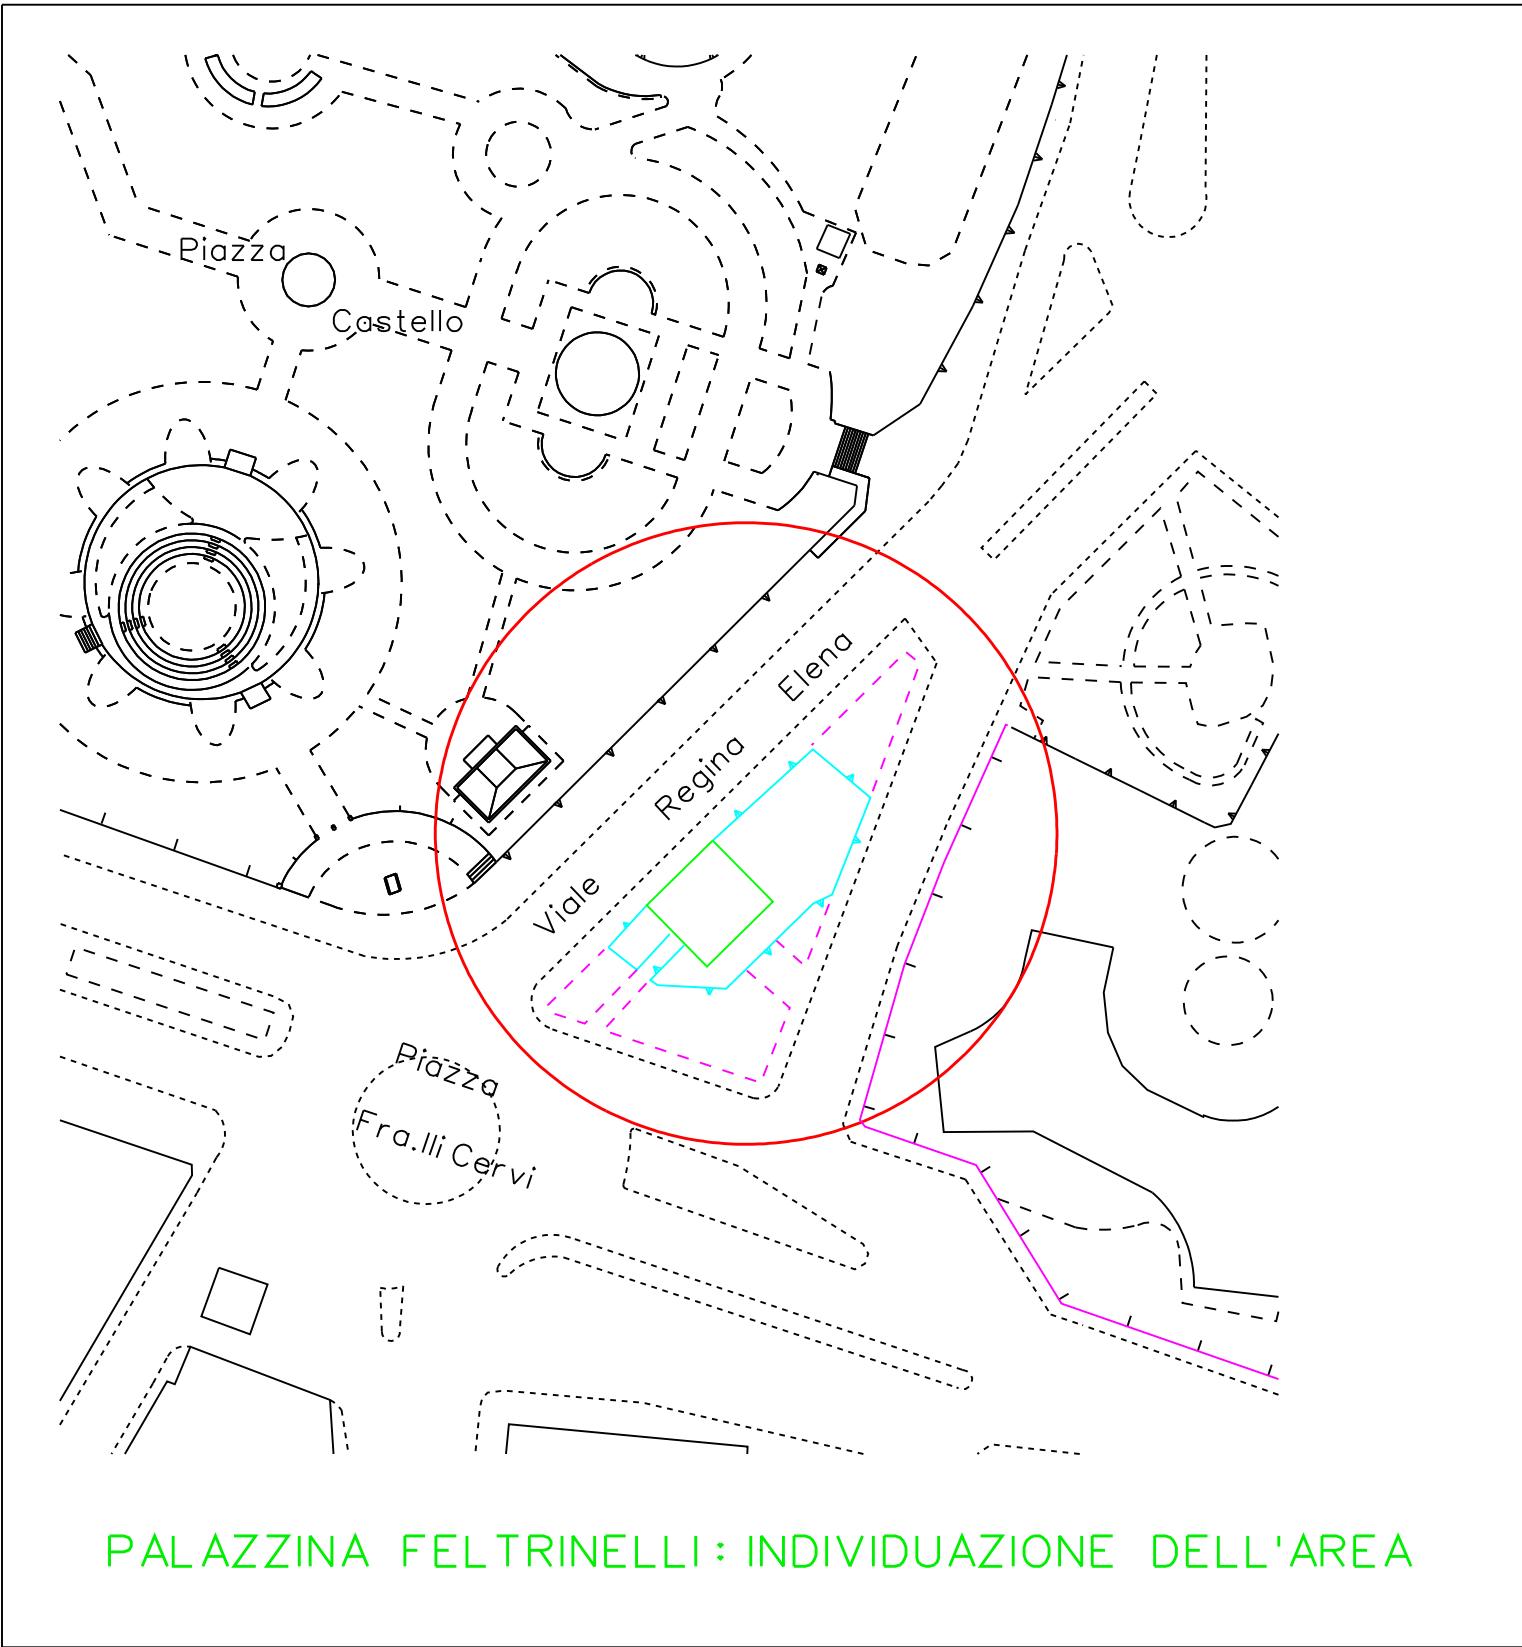 Piazza
Castello
Viale Regina Elena
Piazza
Fra.lli Cervi
PALAZZINA FELTRINELLI: INDIVIDUAZIONE DELL'AREA